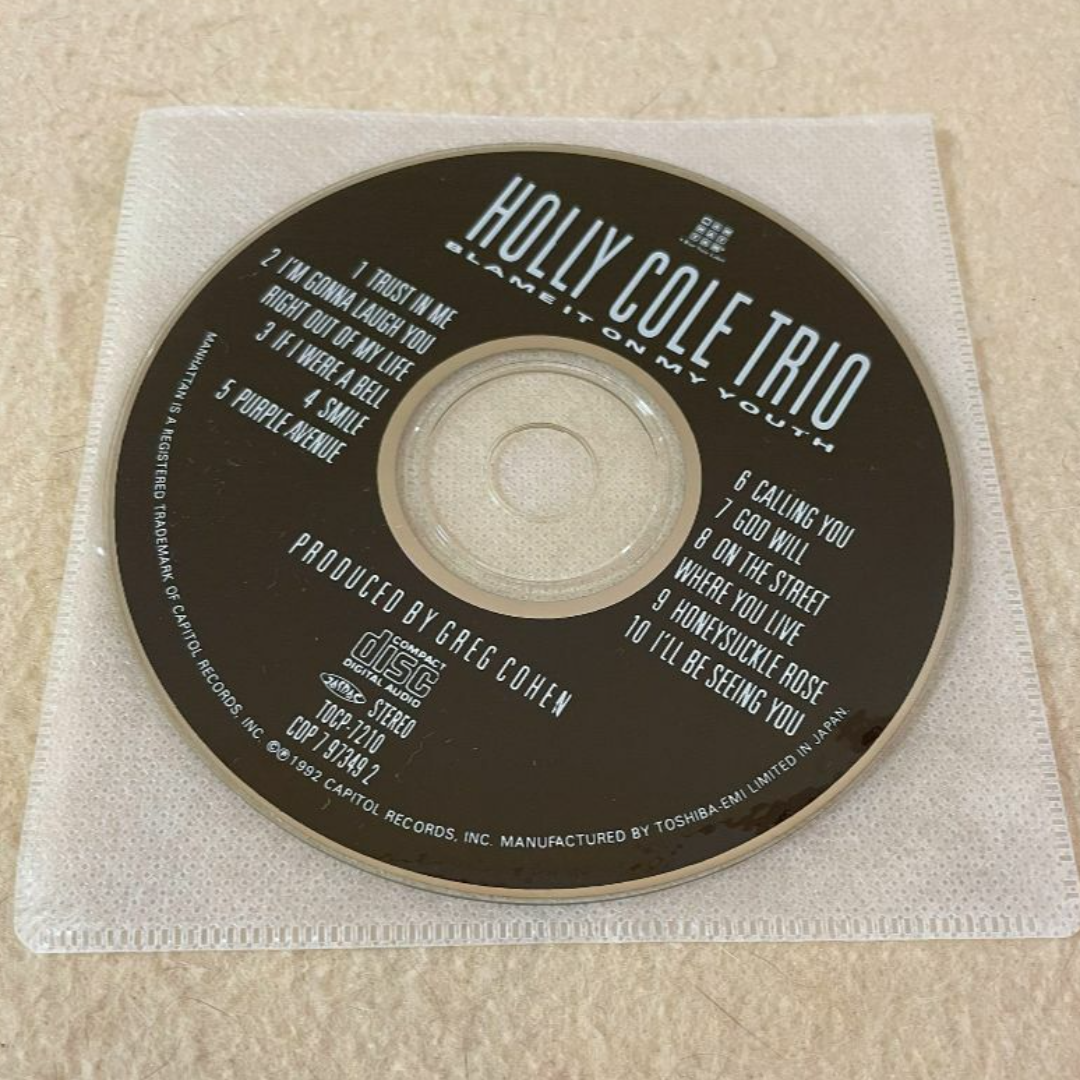 HOLLY COLE TRIO
BLAME IT ON MY YOUTH
MAN
HAT
TAN
1 TRUST IN ME
2 I'M GONNA LAUGH YOU
RIGHT OUT OF MY LIFE
3 IF I WERE A BELL
4 SMILE
5 PURPLE AVENUE
6 CALLING YOU
7 GOD WILL
8 ON THE STREET
WHERE YOU LIVE
9 HONEYSUCKLE ROSE
10 I'LL BE SEEING YOU
PRODUCED BY GREG COHEN
COMPACT
disc
DIGITAL AUDIO
JASRAC
STEREO
TOCP-7210
CDP 7 97349 2
MANHATTAN IS A REGISTERED TRADEMARK OF CAPITOL RECORDS, INC. ©℗1992 CAPITOL RECORDS, INC. MANUFACTURED BY TOSHIBA-EMI LIMITED IN JAPAN.